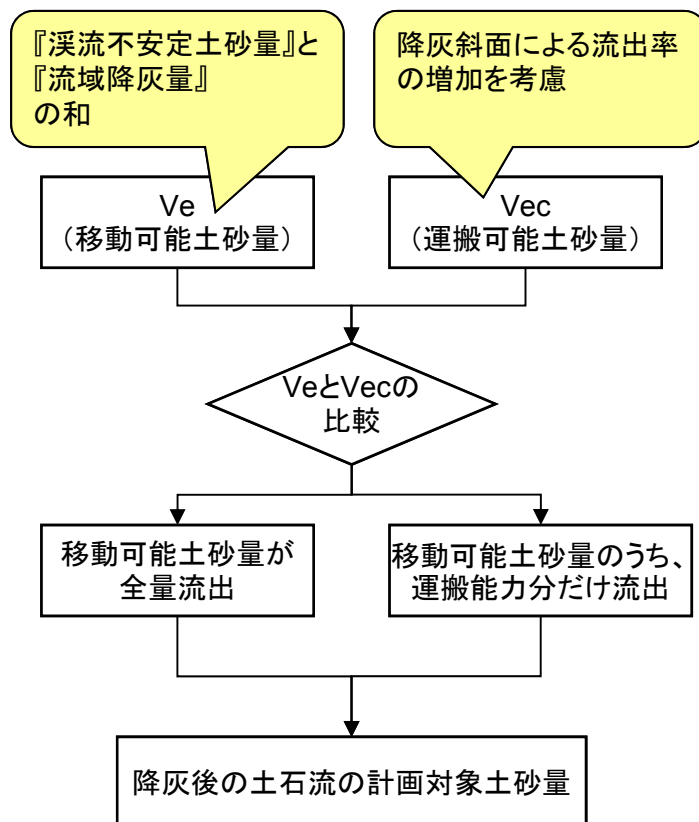 『渓流不安定土砂量』と
『流域降灰量』
の和
降灰斜面による流出率
の増加を考慮
Ve
（移動可能土砂量）
Vec
（運搬可能土砂量）
VeとVecの
比較
移動可能土砂量が
全量流出
移動可能土砂量のうち、
運搬能力分だけ流出
降灰後の土石流の計画対象土砂量